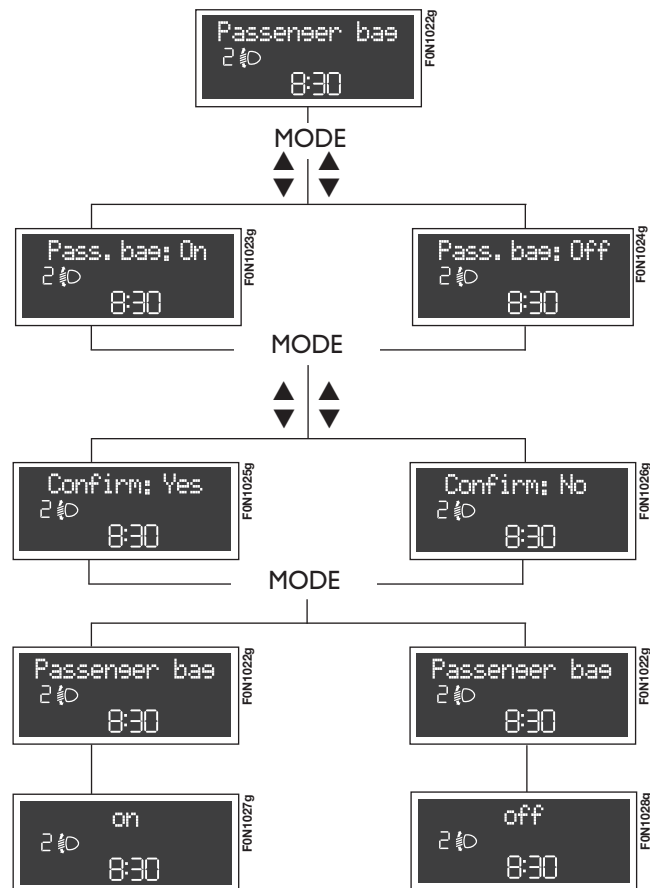 Passenger bag
2
8:30
F0N1022g
MODE
Pass. bag: On
2
8:30
F0N1023g
Pass. bag: Off
2
8:30
F0N1024g
MODE
Confirm: Yes
2
8:30
F0N1025g
Confirm: No
2
8:30
F0N1026g
MODE
Passenger bag
2
8:30
F0N1022g
Passenger bag
2
8:30
F0N1022g
on
2
8:30
F0N1027g
off
2
8:30
F0N1028g